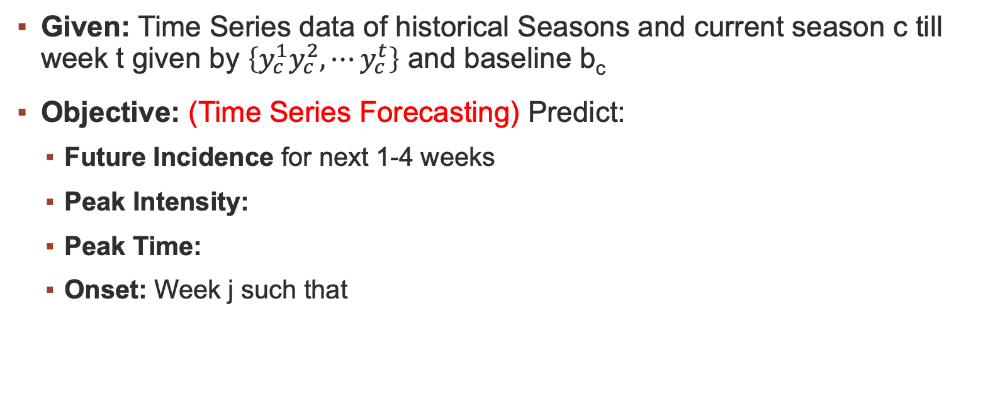 ▪ Given: Time Series data of historical Seasons and current season c till
week t given by {y_c^1 y_c^2, ⋯ y_c^t} and baseline b_c
▪ Objective: (Time Series Forecasting) Predict:
▪ Future Incidence for next 1-4 weeks
▪ Peak Intensity:
▪ Peak Time:
▪ Onset: Week j such that